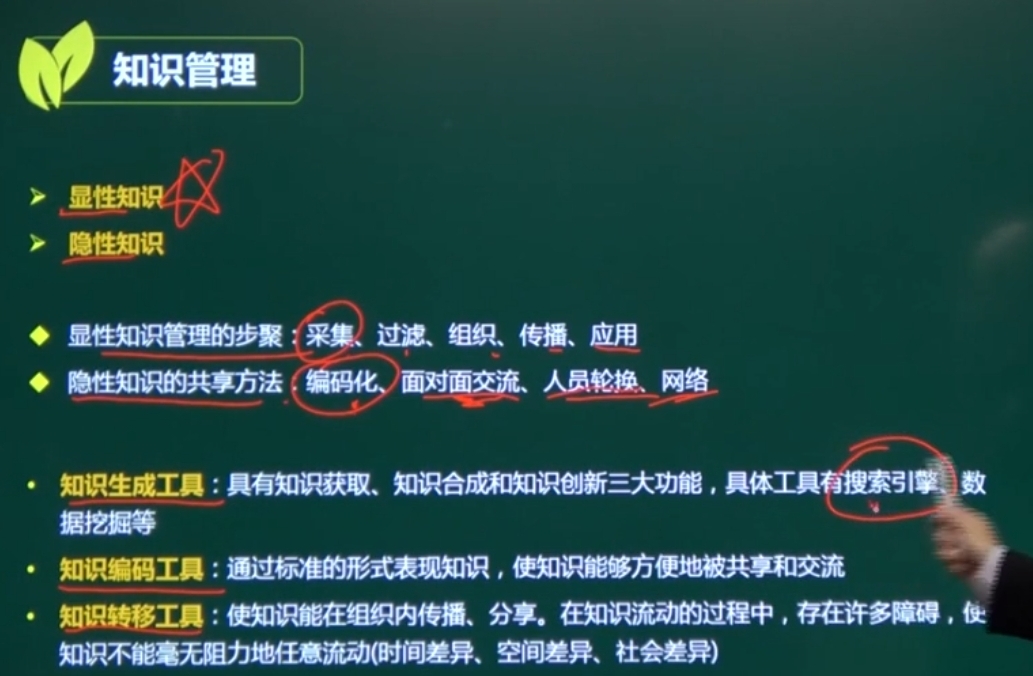 知识管理
显性知识
隐性知识
显性知识管理的步聚：采集、过滤、组织、传播、应用
隐性知识的共享方法：编码化、面对面交流、人员轮换、网络
知识生成工具：具有知识获取、知识合成和知识创新三大功能，具体工具有搜索引擎、数
据挖掘等
知识编码工具：通过标准的形式表现知识，使知识能够方便地被共享和交流
知识转移工具：使知识能在组织内传播、分享。在知识流动的过程中，存在许多障碍，使
知识不能毫无阻力地任意流动(时间差异、空间差异、社会差异)